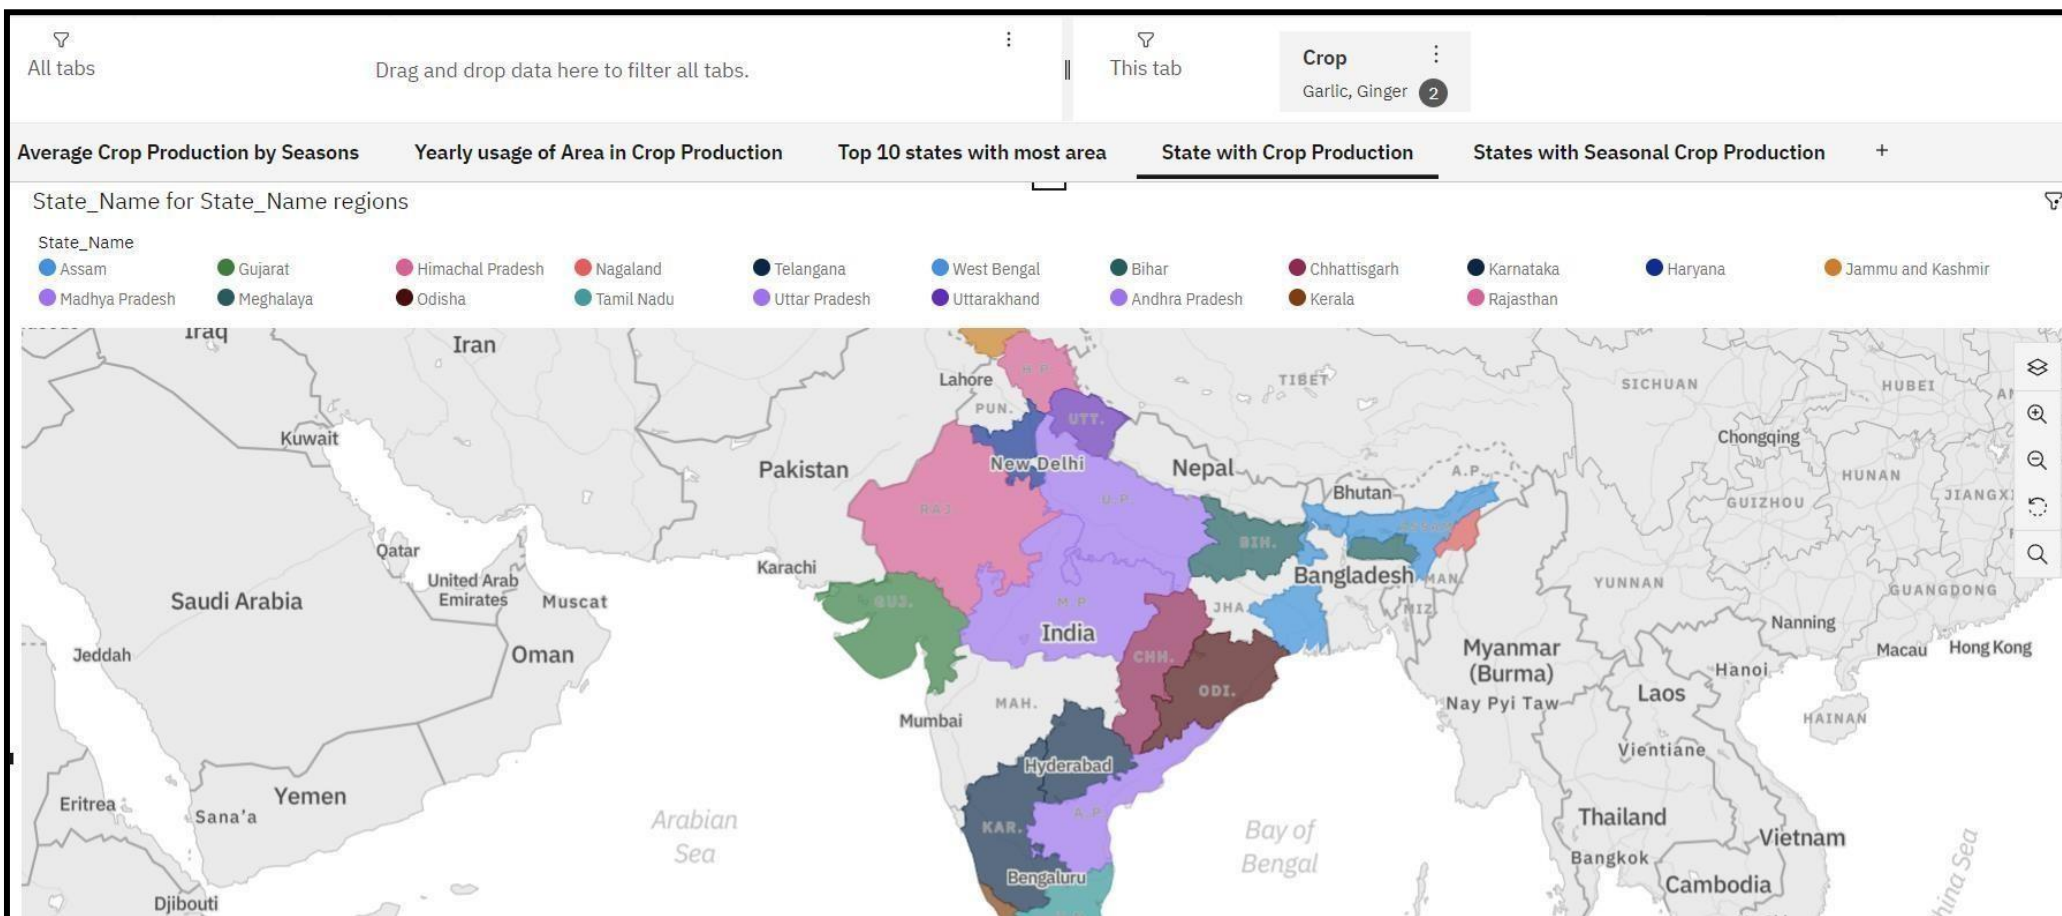 All tabs
Drag and drop data here to filter all tabs.
This tab
Crop
Garlic, Ginger 2
Average Crop Production by Seasons
Yearly usage of Area in Crop Production
Top 10 states with most area
State with Crop Production
States with Seasonal Crop Production
+
State_Name for State_Name regions
State_Name
Assam Gujarat Himachal Pradesh Nagaland Telangana West Bengal Bihar Chhattisgarh Karnataka Haryana Jammu and Kashmir
Madhya Pradesh Meghalaya Odisha Tamil Nadu Uttar Pradesh Uttarakhand Andhra Pradesh Kerala Rajasthan
Iraq
Iran
Lahore
H.P.
TIBET
SICHUAN
HUBEI
PUN.
UTT.
Kuwait
Chongqing
Pakistan
New Delhi
Nepal
A.P.
HUNAN
Bhutan
U.P.
GUIZHOU
JIANGXI
RAJ.
ASSAM
BIH.
Qatar
Karachi
Bangladesh
MAN.
YUNNAN
United Arab
Emirates
Muscat
GUANGDONG
Saudi Arabia
GUJ.
M.P.
JHA.
MIZ.
Nanning
India
Jeddah
Oman
CHH.
Myanmar
(Burma)
Macau
Hong Kong
Hanoi
ODI.
Laos
Nay Pyi Taw
MAH.
Mumbai
HAINAN
Vientiane
Hyderabad
Yemen
Eritrea
Sana'a
Arabian
Sea
KAR.
A.P.
Bay of
Bengal
Thailand
Vietnam
Bangkok
Bengaluru
Cambodia
Djibouti
hina Sea